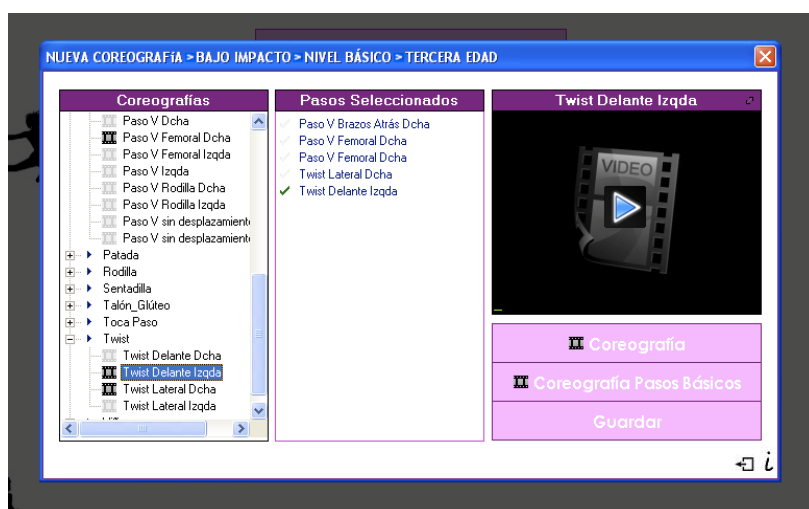 NUEVA COREOGRAFíA > BAJO IMPACTO > NIVEL BÁSICO > TERCERA EDAD
Coreografías
Paso V Dcha
Paso V Femoral Dcha
Paso V Femoral Izqda
Paso V Izqda
Paso V Rodilla Dcha
Paso V Rodilla Izqda
Paso V sin desplazamiento
Paso V sin desplazamiento
Patada
Rodilla
Sentadilla
Talón_Glúteo
Toca Paso
Twist
Twist Delante Dcha
Twist Delante Izqda
Twist Lateral Dcha
Twist Lateral Izqda
Pasos Seleccionados
Paso V Brazos Atrás Dcha
Paso V Femoral Dcha
Paso V Femoral Dcha
Twist Lateral Dcha
Twist Delante Izqda
Twist Delante Izqda
VIDEO
Coreografía
Coreografía Pasos Básicos
Guardar
i